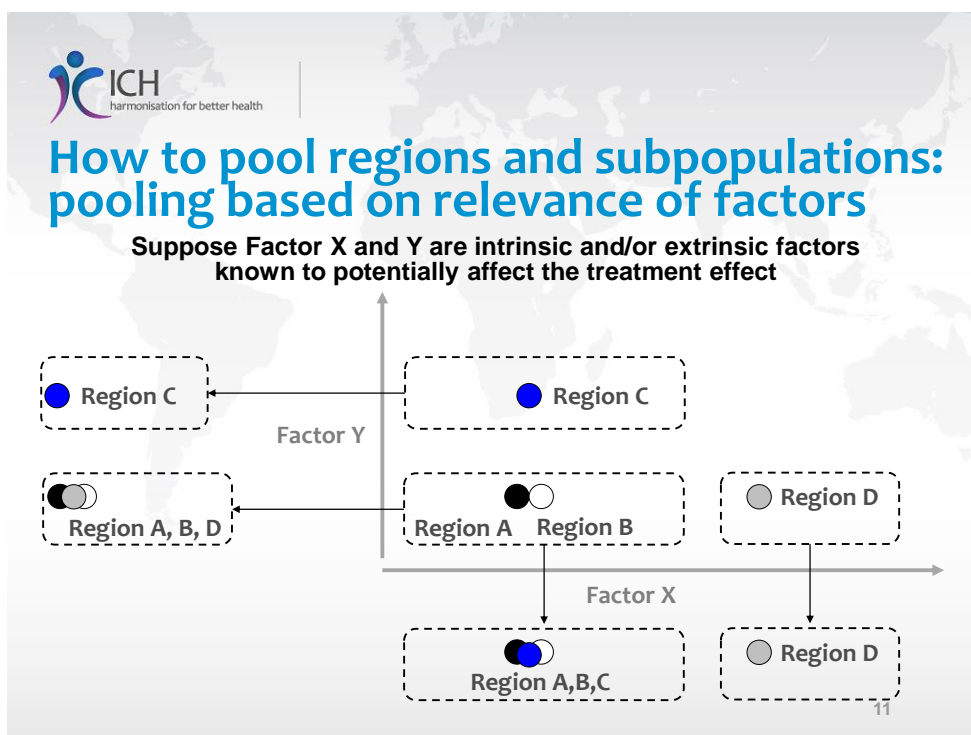 ICH
harmonisation for better health
How to pool regions and subpopulations:
pooling based on relevance of factors
Suppose Factor X and Y are intrinsic and/or extrinsic factors
known to potentially affect the treatment effect
Region C
Region C
Factor Y
Region A, B, D
Region A
Region B
Region D
Factor X
Region A,B,C
Region D
11